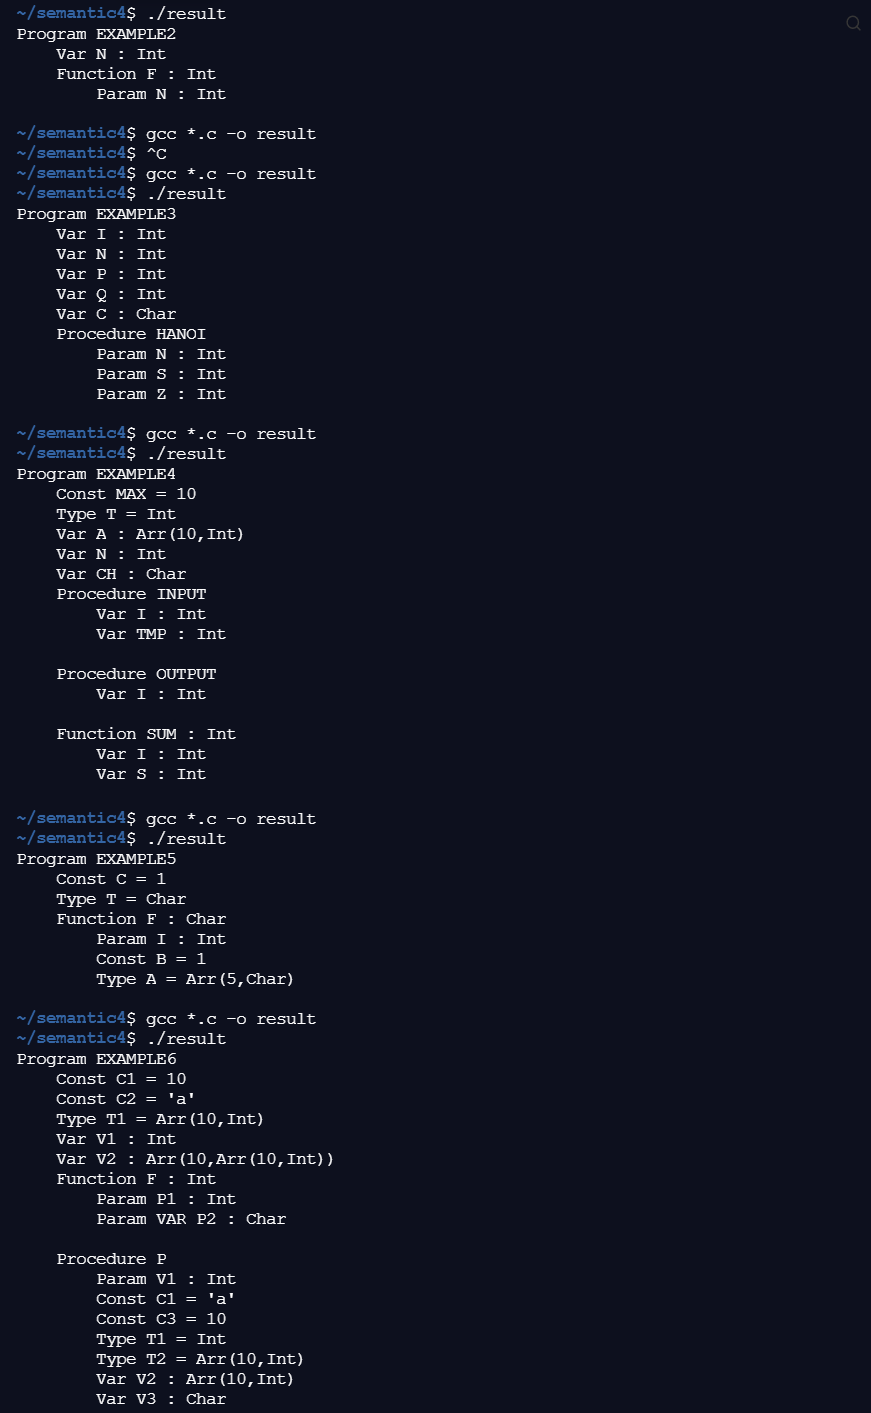 ~/semantic4$ ./result
Program EXAMPLE2
    Var N : Int
    Function F : Int
        Param N : Int

~/semantic4$ gcc *.c -o result
~/semantic4$ ^C
~/semantic4$ gcc *.c -o result
~/semantic4$ ./result
Program EXAMPLE3
    Var I : Int
    Var N : Int
    Var P : Int
    Var Q : Int
    Var C : Char
    Procedure HANOI
        Param N : Int
        Param S : Int
        Param Z : Int

~/semantic4$ gcc *.c -o result
~/semantic4$ ./result
Program EXAMPLE4
    Const MAX = 10
    Type T = Int
    Var A : Arr(10,Int)
    Var N : Int
    Var CH : Char
    Procedure INPUT
        Var I : Int
        Var TMP : Int

    Procedure OUTPUT
        Var I : Int

    Function SUM : Int
        Var I : Int
        Var S : Int

~/semantic4$ gcc *.c -o result
~/semantic4$ ./result
Program EXAMPLE5
    Const C = 1
    Type T = Char
    Function F : Char
        Param I : Int
        Const B = 1
        Type A = Arr(5,Char)

~/semantic4$ gcc *.c -o result
~/semantic4$ ./result
Program EXAMPLE6
    Const C1 = 10
    Const C2 = 'a'
    Type T1 = Arr(10,Int)
    Var V1 : Int
    Var V2 : Arr(10,Arr(10,Int))
    Function F : Int
        Param P1 : Int
        Param VAR P2 : Char

    Procedure P
        Param V1 : Int
        Const C1 = 'a'
        Const C3 = 10
        Type T1 = Int
        Type T2 = Arr(10,Int)
        Var V2 : Arr(10,Int)
        Var V3 : Char